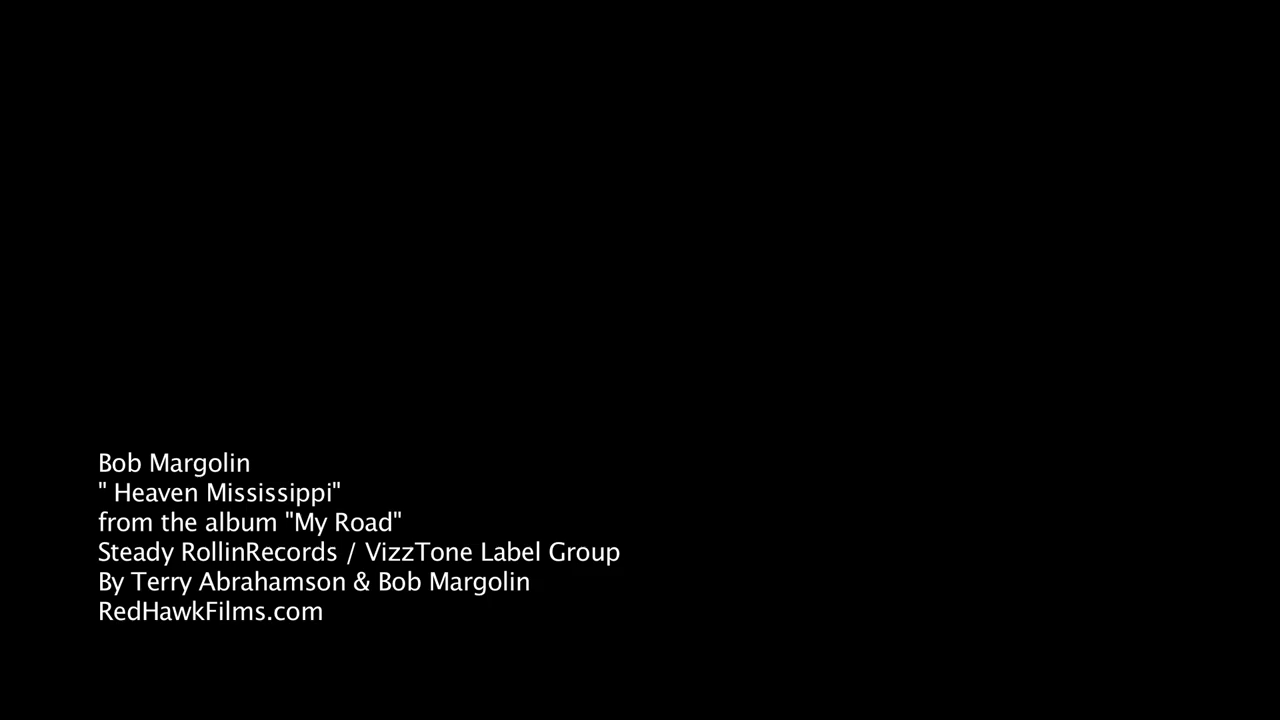 Bob Margolin
" Heaven Mississippi"
from the album "My Road"
Steady RollinRecords / VizzTone Label Group
By Terry Abrahamson & Bob Margolin
RedHawkFilms.com